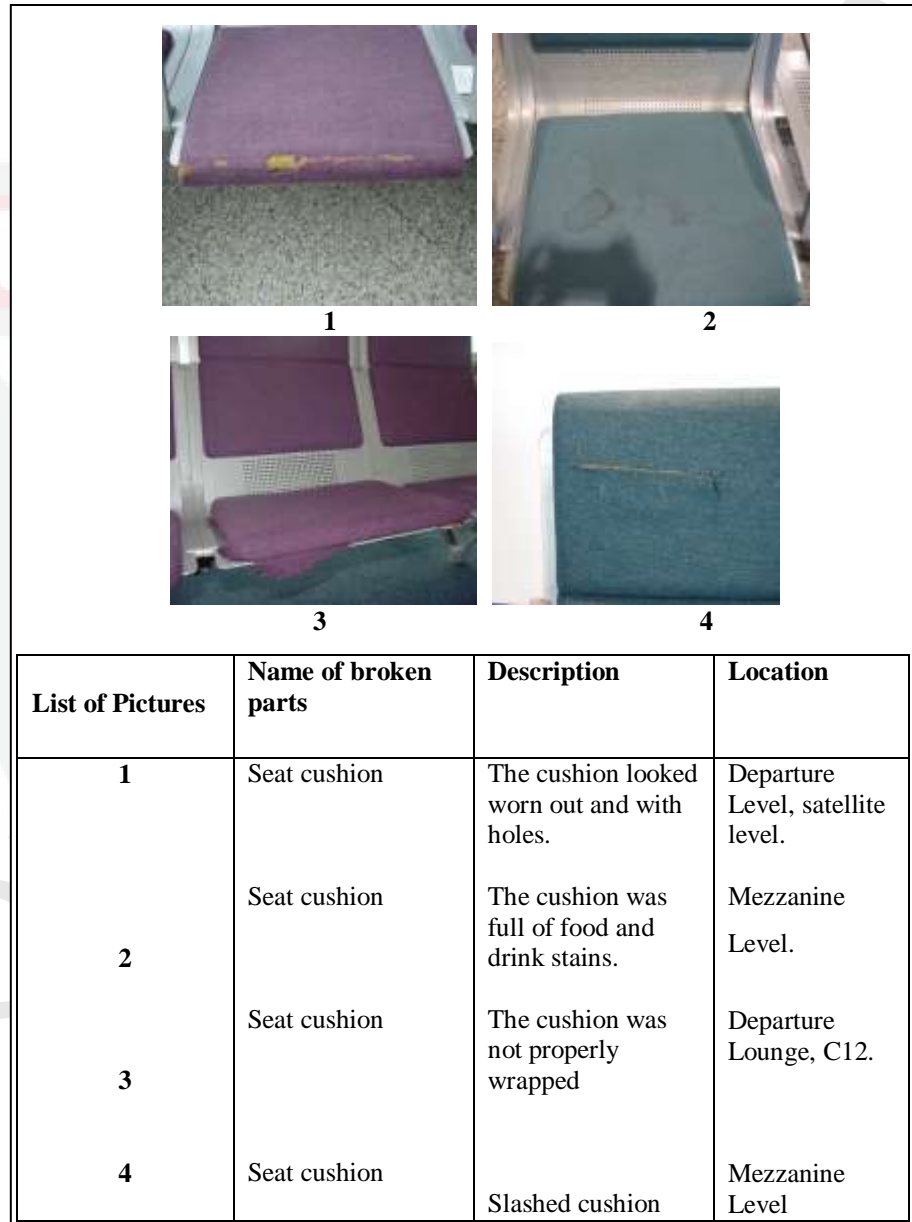 1
2
3
4
List of Pictures
Name of broken
parts
Description
Location
1
Seat cushion
The cushion looked
worn out and with
holes.
Departure
Level, satellite
level.
2
Seat cushion
The cushion was
full of food and
drink stains.
Mezzanine
Level.
3
Seat cushion
The cushion was
not properly
wrapped
Departure
Lounge, C12.
4
Seat cushion
Slashed cushion
Mezzanine
Level